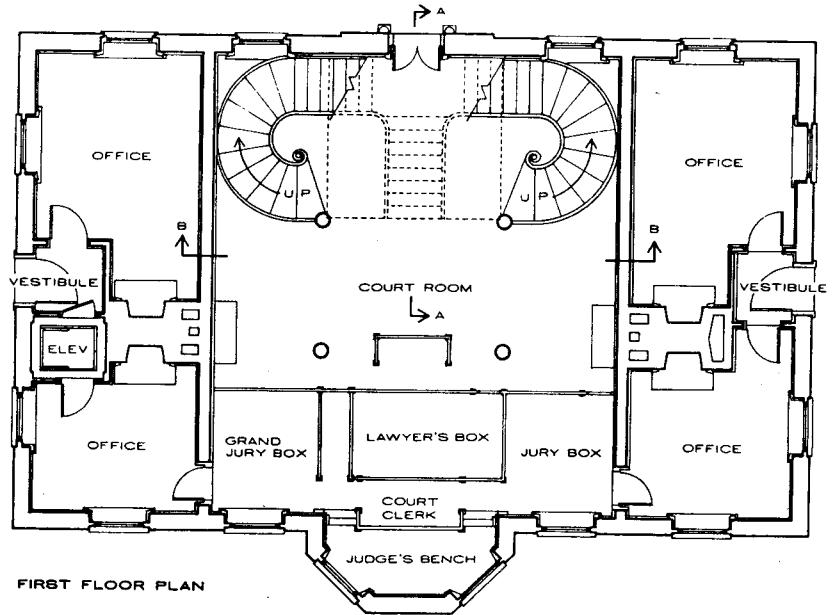 A
OFFICE
OFFICE
UP
UP
B
B
VESTIBULE
VESTIBULE
COURT ROOM
A
ELEV
OFFICE
GRAND
JURY BOX
LAWYER'S BOX
JURY BOX
OFFICE
COURT
CLERK
JUDGE'S BENCH
FIRST FLOOR PLAN